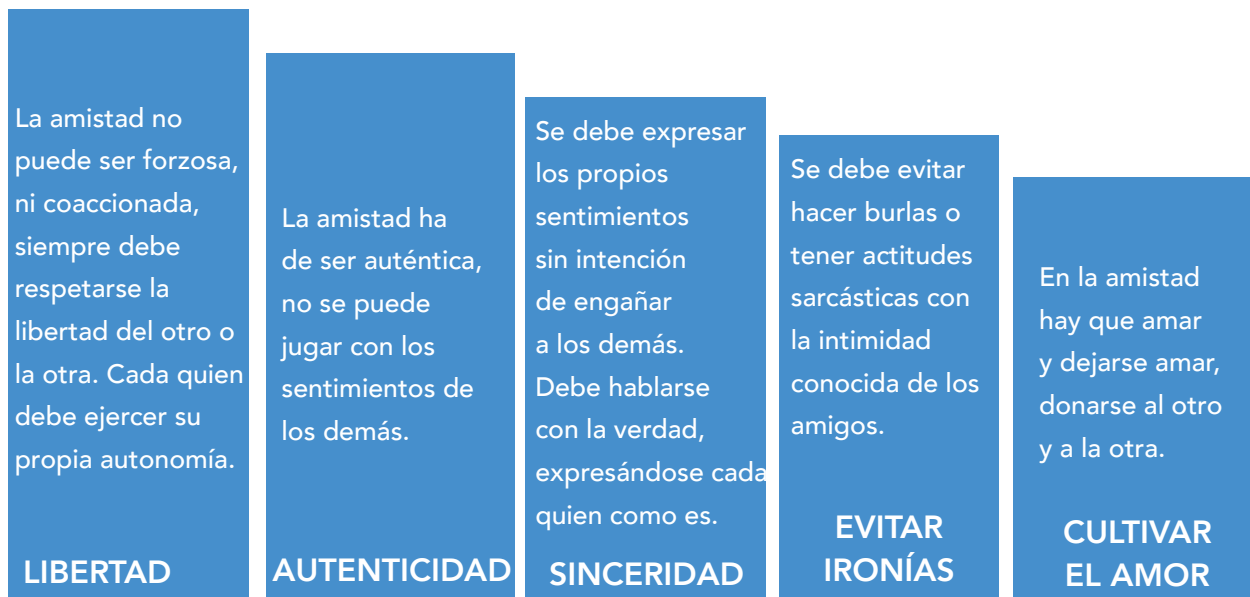 La amistad no
puede ser forzosa,
ni coaccionada,
siempre debe
respetarse la
libertad del otro o
la otra. Cada quien
debe ejercer su
propia autonomía.
LIBERTAD
La amistad ha
de ser auténtica,
no se puede
jugar con los
sentimientos de
los demás.
AUTENTICIDAD
Se debe expresar
los propios
sentimientos
sin intención
de engañar
a los demás.
Debe hablarse
con la verdad,
expresándose cada
quien como es.
SINCERIDAD
Se debe evitar
hacer burlas o
tener actitudes
sarcásticas con
la intimidad
conocida de los
amigos.
EVITAR
IRONÍAS
En la amistad
hay que amar
y dejarse amar,
donarse al otro
y a la otra.
CULTIVAR
EL AMOR